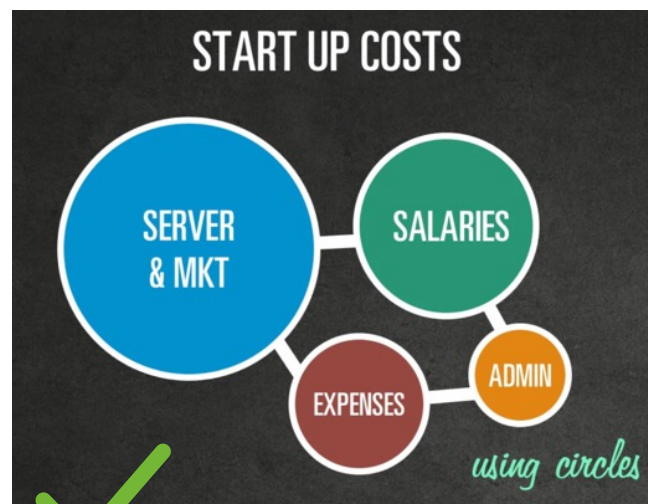 START UP COSTS
SERVER
& MKT
SALARIES
EXPENSES
ADMIN
using circles